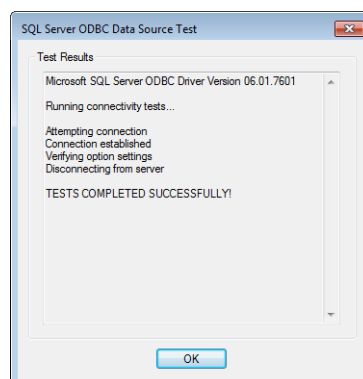 SQL Server ODBC Data Source Test
Test Results
Microsoft SQL Server ODBC Driver Version 06.01.7601
Running connectivity tests...
Attempting connection
Connection established
Verifying option settings
Disconnecting from server
TESTS COMPLETED SUCCESSFULLY!
OK